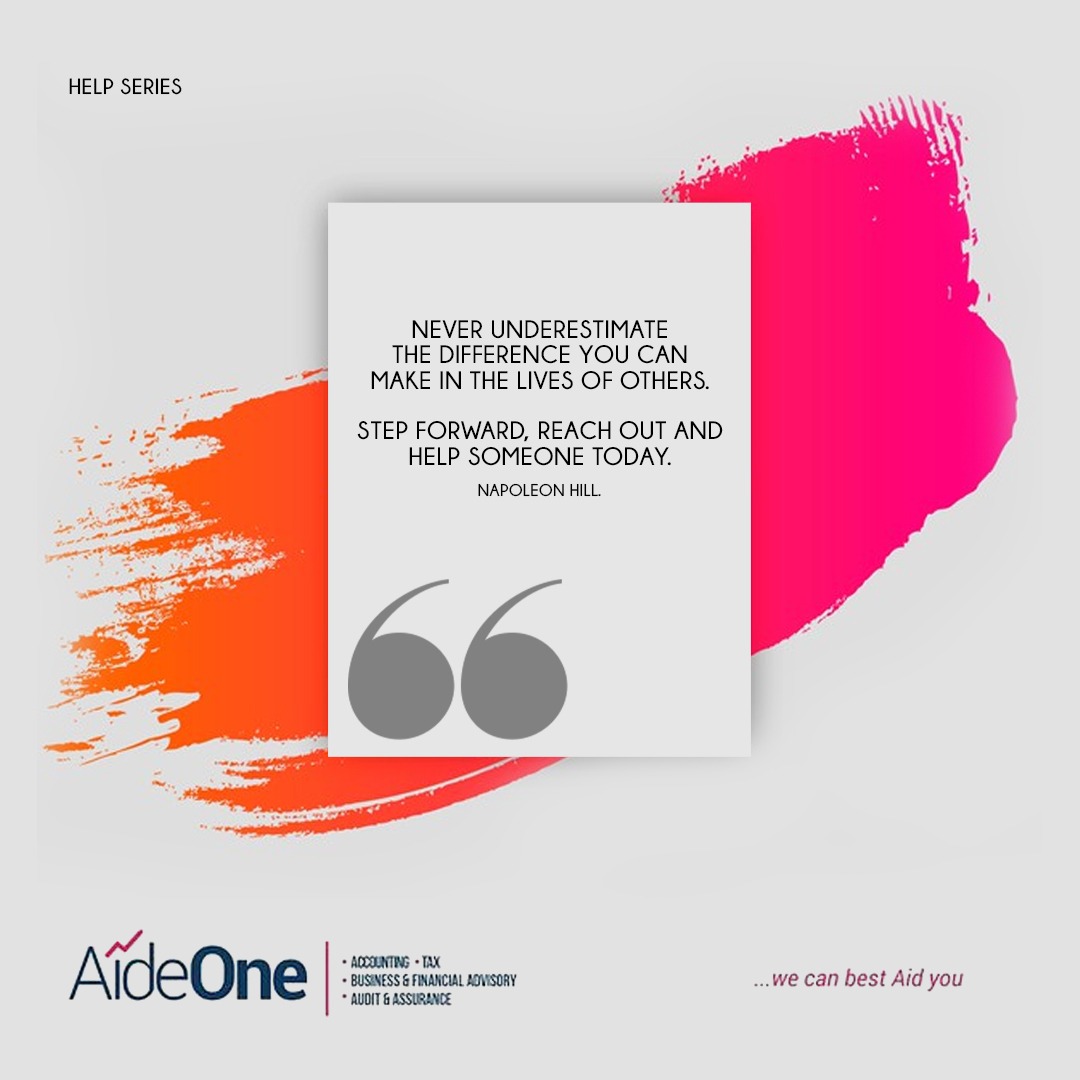 HELP SERIES
NEVER UNDERESTIMATE
THE DIFFERENCE YOU CAN
MAKE IN THE LIVES OF OTHERS.
STEP FORWARD, REACH OUT AND
HELP SOMEONE TODAY.
NAPOLEON HILL.
“
AideOne
• ACCOUNTING • TAX
• BUSINESS & FINANCIAL ADVISORY
• AUDIT & ASSURANCE
...we can best Aid you